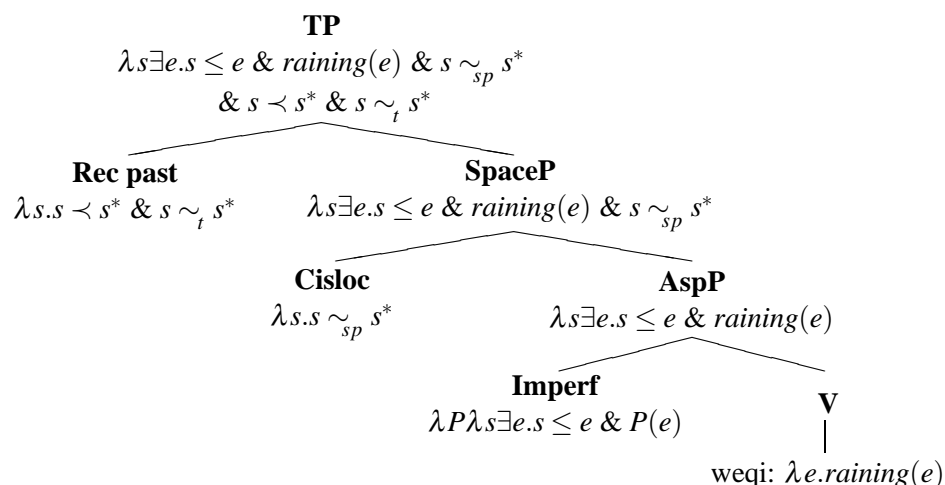 TP
λs∃e.s ≤ e & raining(e) & s ∼sp s*
& s ≺ s* & s ∼t s*
Rec past
λs.s ≺ s* & s ∼t s*
SpaceP
λs∃e.s ≤ e & raining(e) & s ∼sp s*
Cisloc
λs.s ∼sp s*
AspP
λs∃e.s ≤ e & raining(e)
Imperf
λPλs∃e.s ≤ e & P(e)
V
weqi: λe.raining(e)